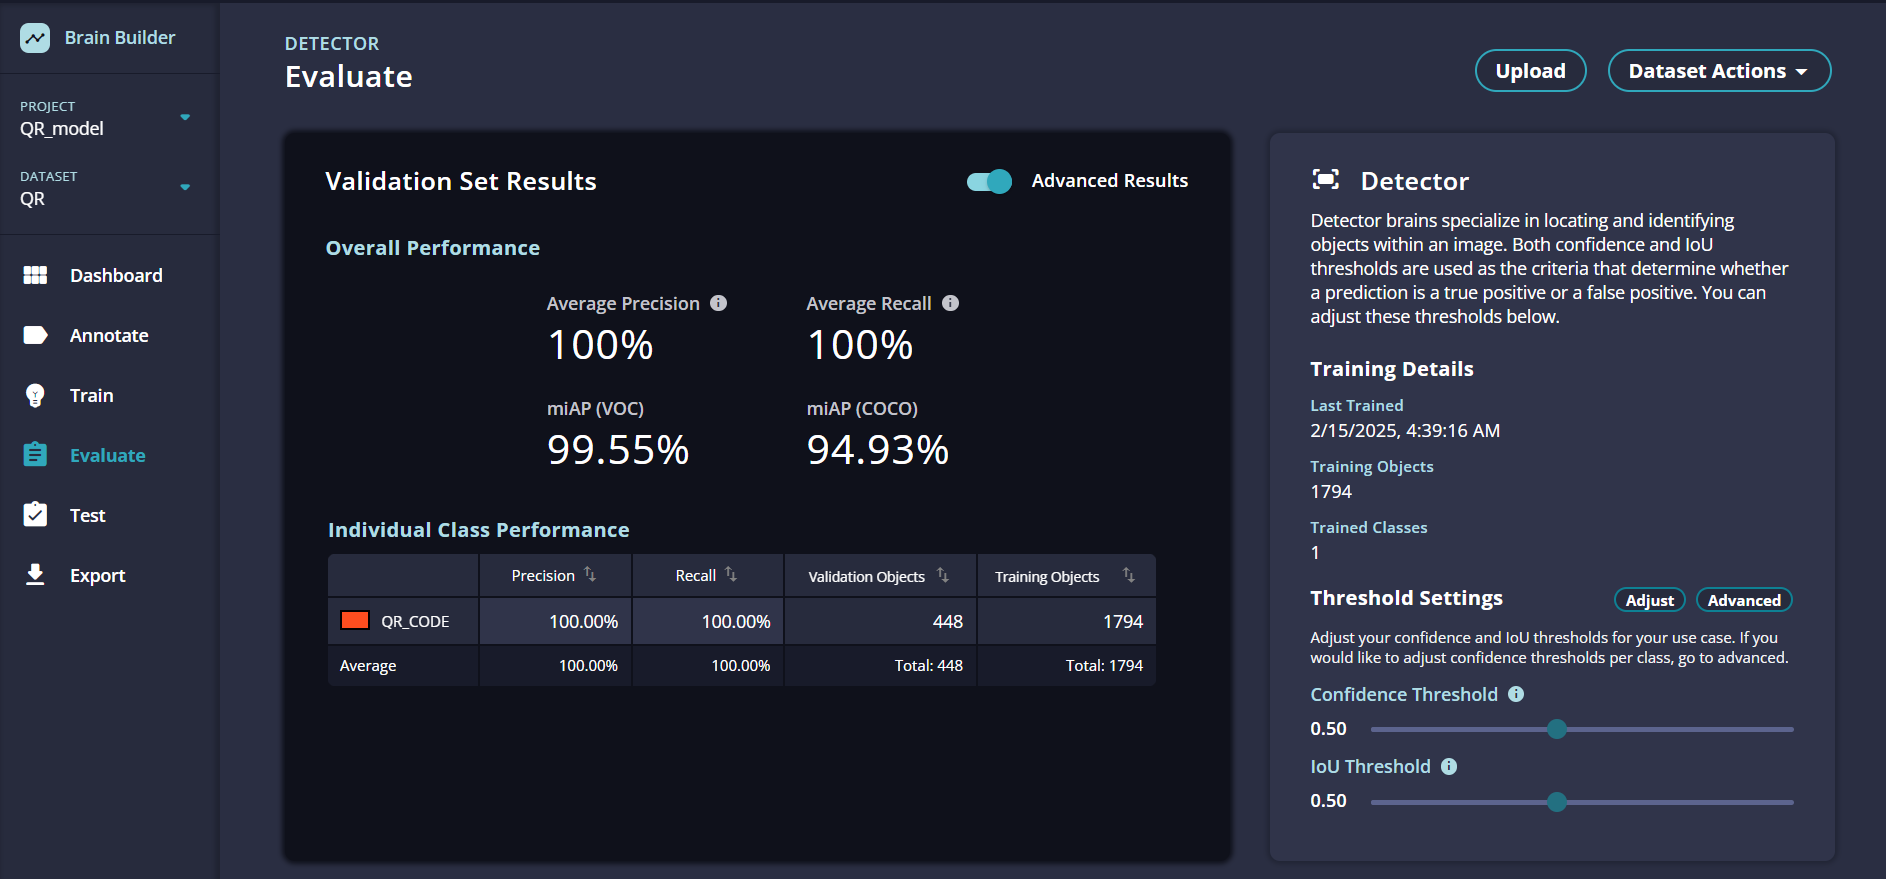 Brain Builder
PROJECT
QR_model
DATASET
QR
Dashboard
Annotate
Train
Evaluate
Test
Export
DETECTOR
Evaluate
Upload
Dataset Actions
Validation Set Results
Advanced Results
Overall Performance
Average Precision
100%
Average Recall
100%
miAP (VOC)
99.55%
miAP (COCO)
94.93%
Individual Class Performance
Precision Recall Validation Objects Training Objects
QR_CODE 100.00% 100.00% 448 1794
Average 100.00% 100.00% Total: 448 Total: 1794
Detector
Detector brains specialize in locating and identifying
objects within an image. Both confidence and IoU
thresholds are used as the criteria that determine whether
a prediction is a true positive or a false positive. You can
adjust these thresholds below.
Training Details
Last Trained
2/15/2025, 4:39:16 AM
Training Objects
1794
Trained Classes
1
Threshold Settings
Adjust
Advanced
Adjust your confidence and IoU thresholds for your use case. If you
would like to adjust confidence thresholds per class, go to advanced.
Confidence Threshold
0.50
IoU Threshold
0.50